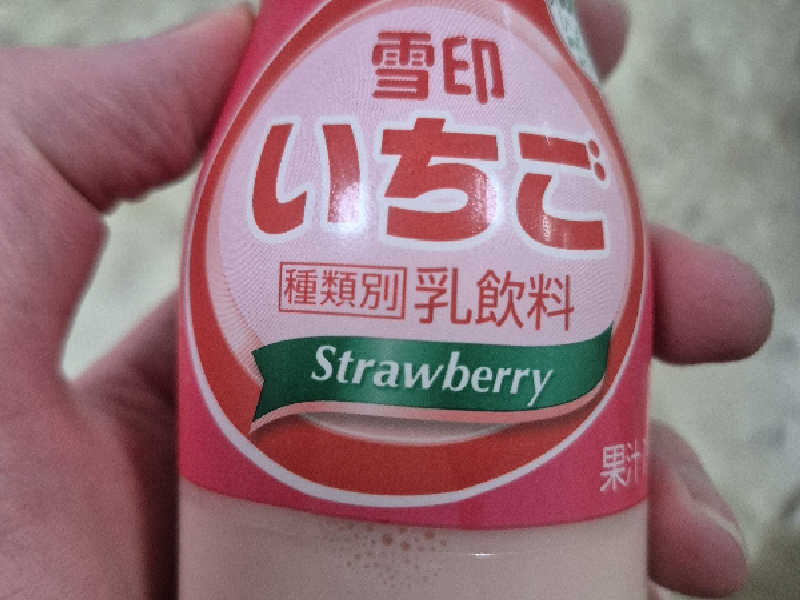 雪印
いちご
種類別 乳飲料
Strawberry
果汁